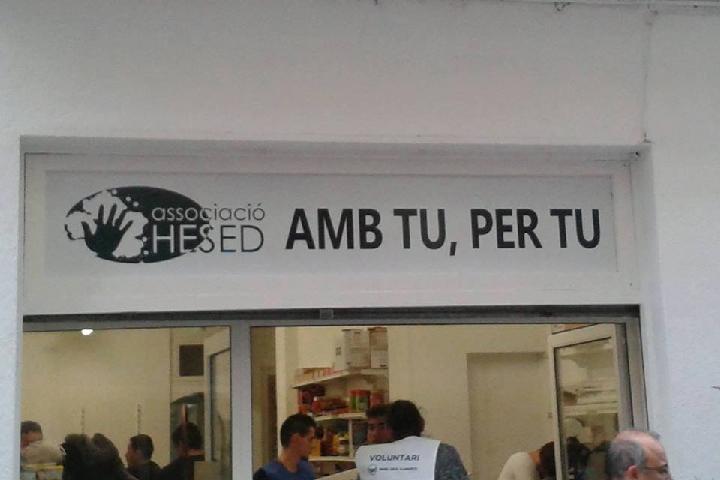 associació
HESED
AMB TU, PER TU
VOLUNTARI